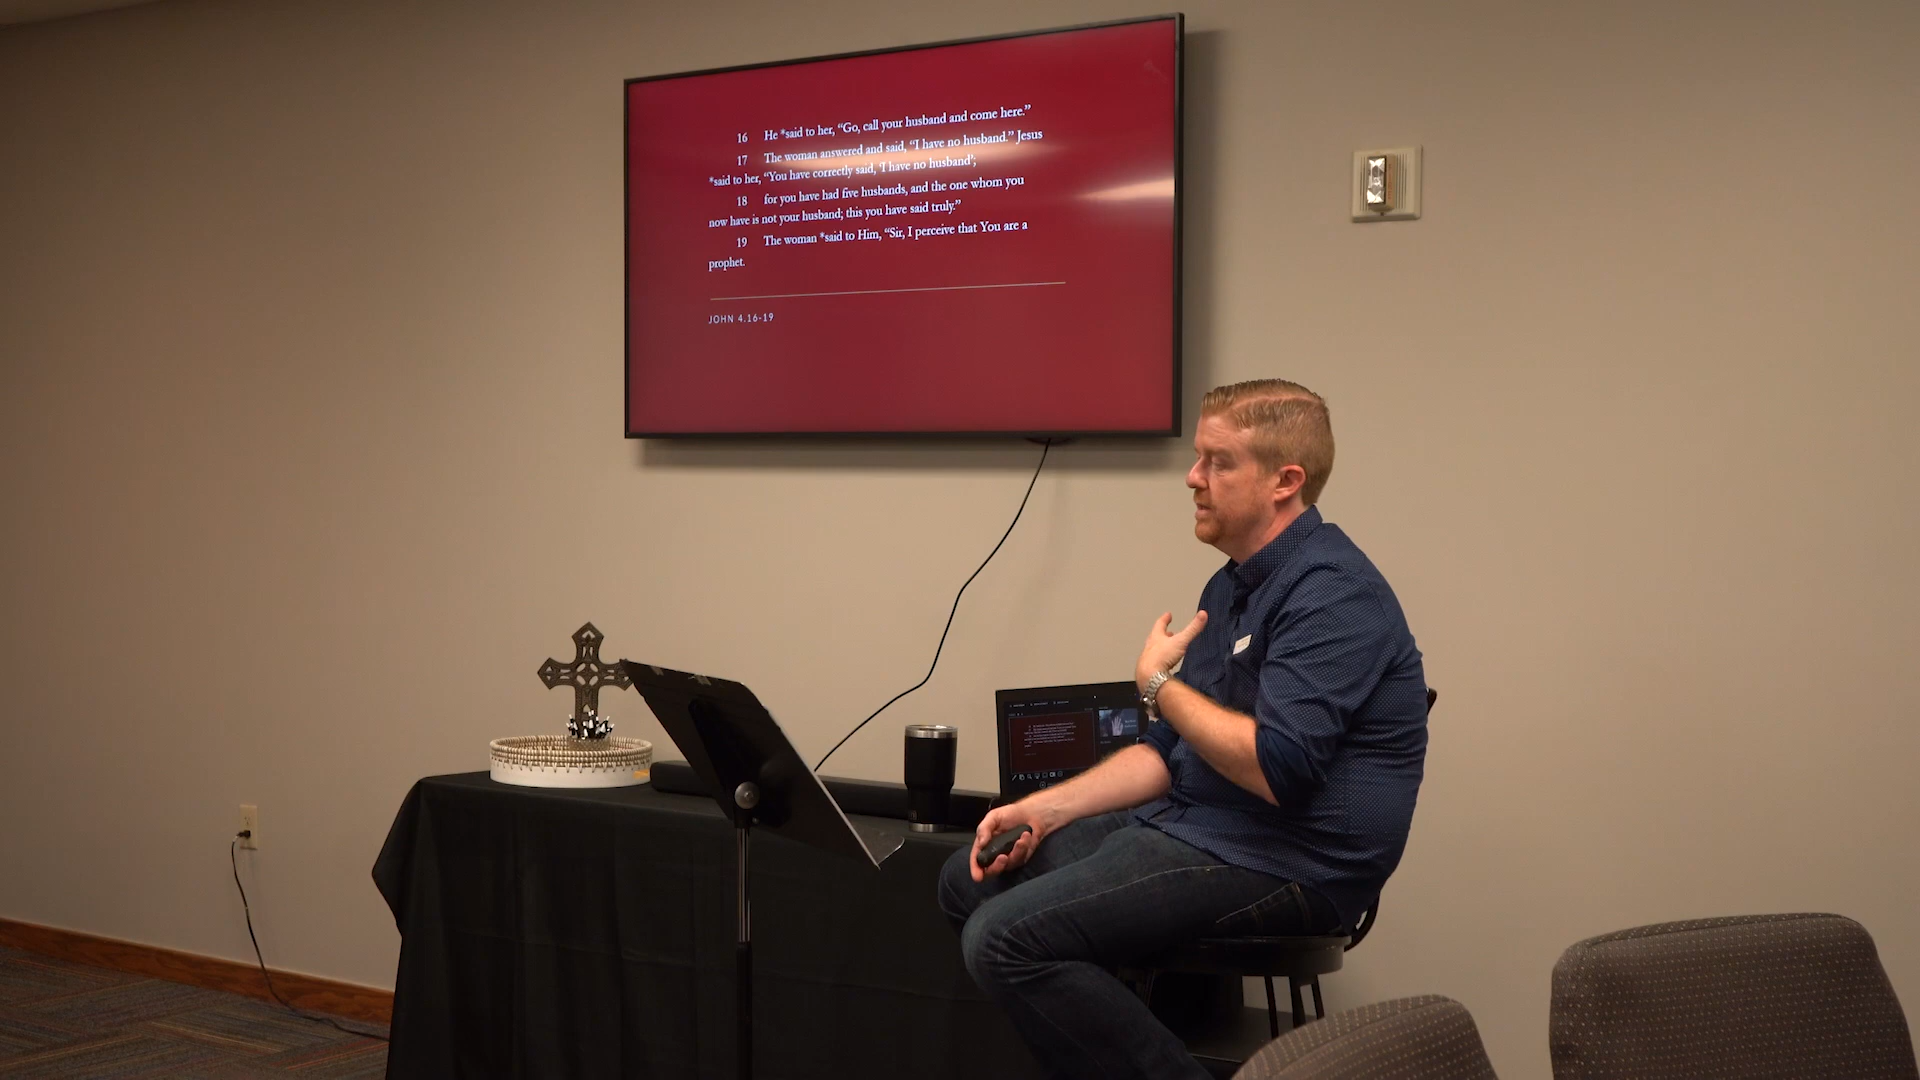 16 He *said to her, “Go, call your husband and come here.”
17 The woman answered and said, “I have no husband.” Jesus
*said to her, “You have correctly said, ‘I have no husband’;
18 for you have had five husbands, and the one whom you
now have is not your husband; this you have said truly.”
19 The woman *said to Him, “Sir, I perceive that You are a
prophet.
JOHN 4.16-19